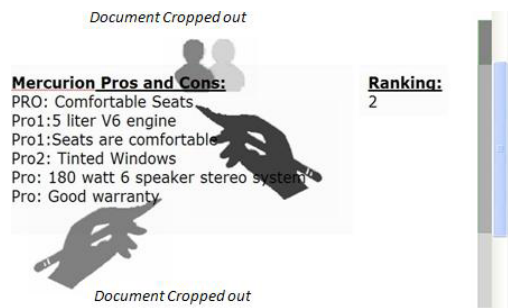 Document Cropped out
Mercurion Pros and Cons:
PRO: Comfortable Seats
Pro1:5 liter V6 engine
Pro1:Seats are comfortable
Pro2: Tinted Windows
Pro: 180 watt 6 speaker stereo system
Pro: Good warranty
Ranking:
2
Document Cropped out